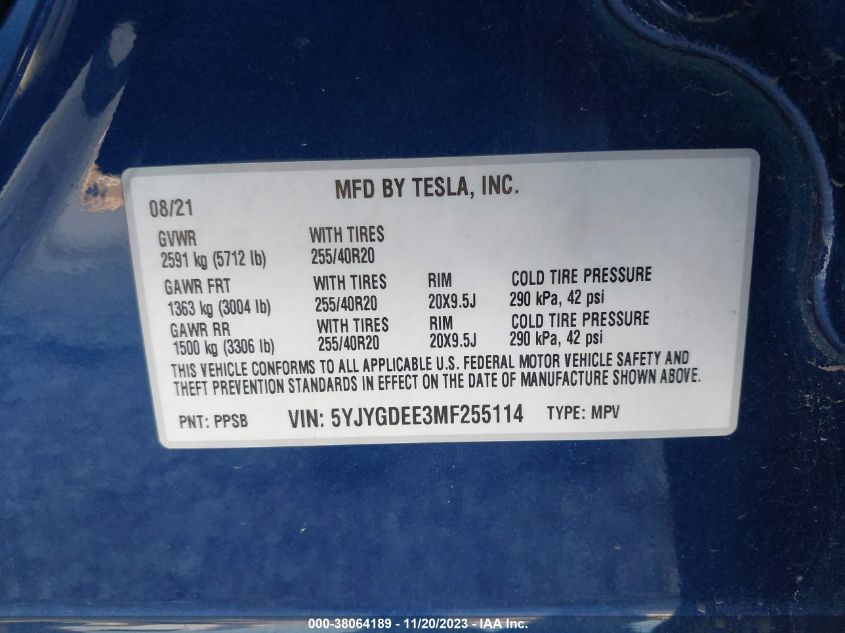 MFD BY TESLA, INC.
08/21
GVWR WITH TIRES
2591 kg (5712 lb) 255/40R20
GAWR FRT WITH TIRES RIM COLD TIRE PRESSURE
1363 kg (3004 lb) 255/40R20 20X9.5J 290 kPa, 42 psi
GAWR RR WITH TIRES RIM COLD TIRE PRESSURE
1500 kg (3306 lb) 255/40R20 20X9.5J 290 kPa, 42 psi
THIS VEHICLE CONFORMS TO ALL APPLICABLE U.S. FEDERAL MOTOR VEHICLE SAFETY AND
THEFT PREVENTION STANDARDS IN EFFECT ON THE DATE OF MANUFACTURE SHOWN ABOVE.
PNT: PPSB VIN: 5YJYGDEE3MF255114 TYPE: MPV
000-38064189 - 11/20/2023 - IAA Inc.